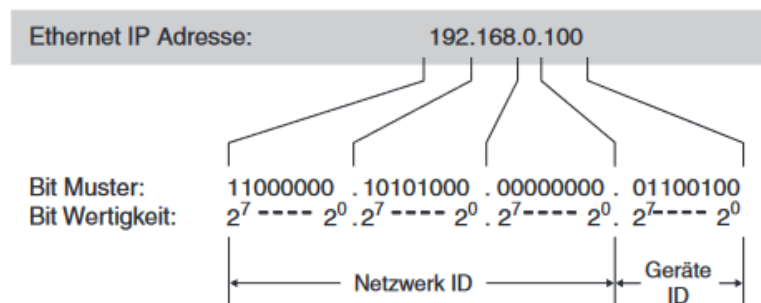 Ethernet IP Adresse: 192.168.0.100
Bit Muster: 11000000 .10101000 .00000000 . 01100100
Bit Wertigkeit: 2⁷ ---- 2⁰.2⁷ ---- 2⁰ . 2⁷---- 2⁰. 2⁷---- 2⁰
Netzwerk ID Geräte
ID